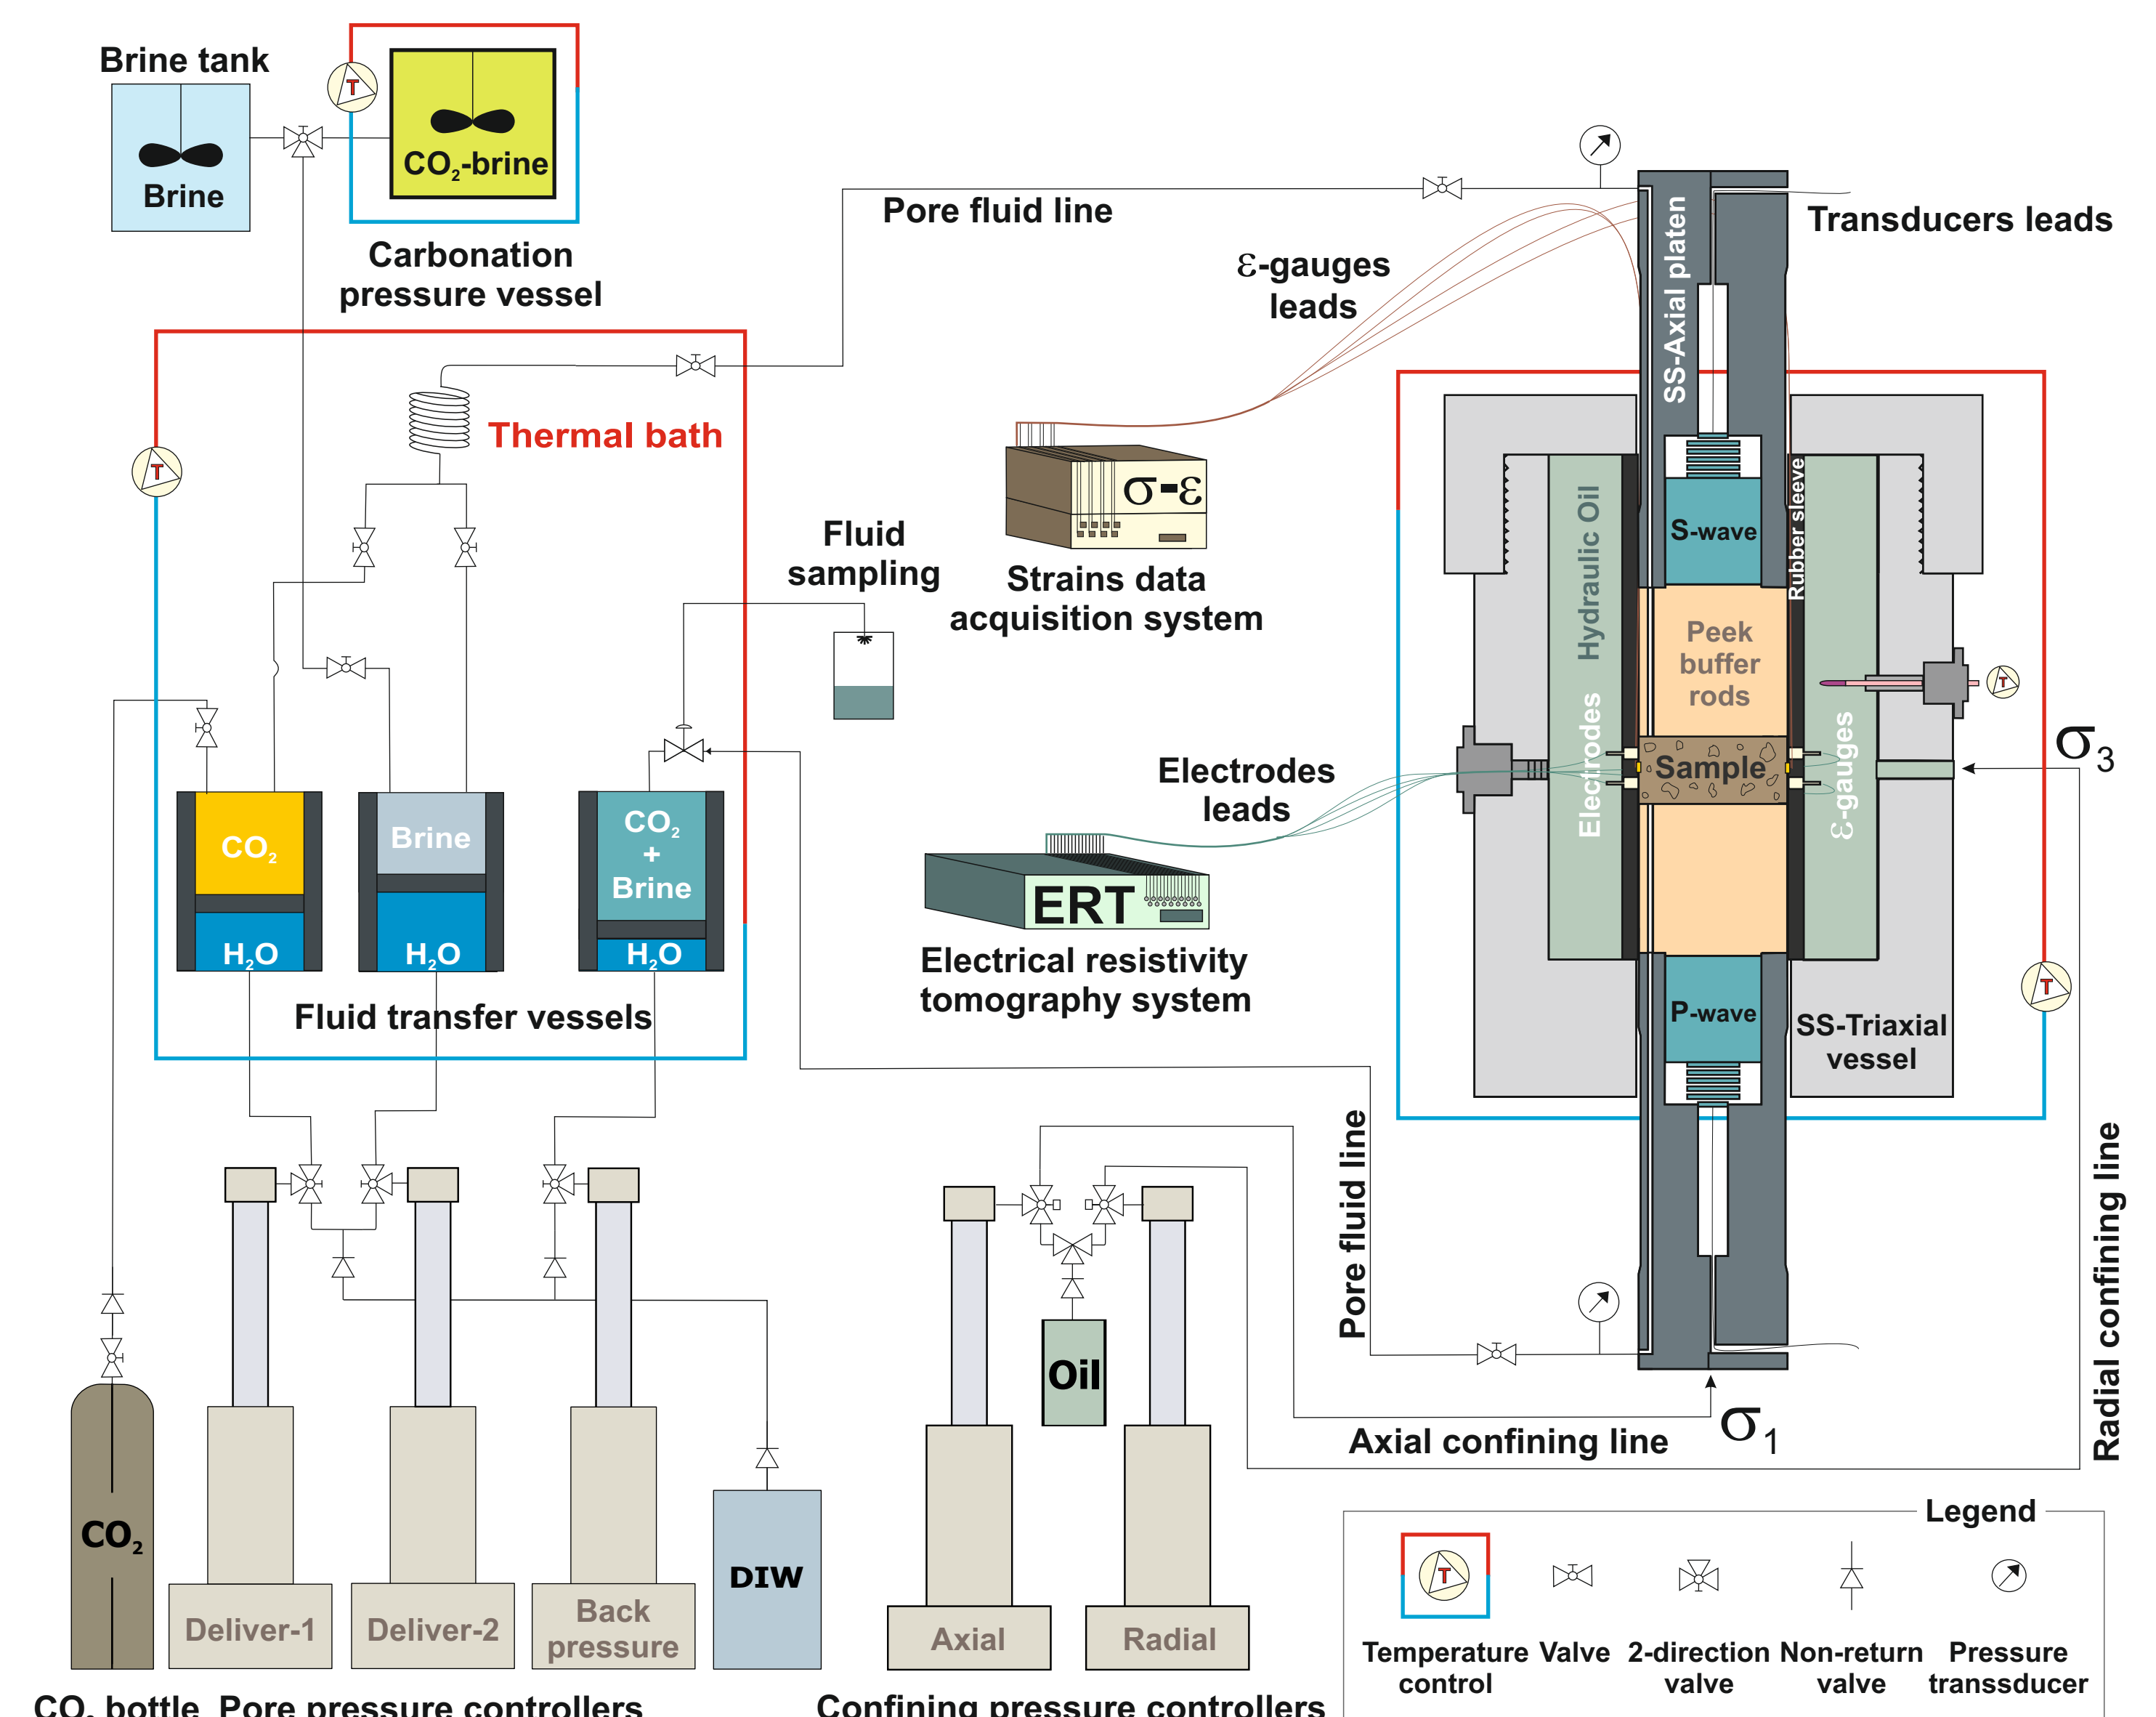 Brine tank
Brine
T
CO2-brine
Carbonation
pressure vessel
Pore fluid line
ε-gauges
leads
SS-Axial platen
Transducers leads
Thermal bath
T
Fluid
sampling
σ-ε
Strains data
acquisition system
Hydraulic Oil
S-wave
Rubber sleeve
Peek
buffer
rods
T
σ3
Electrodes
leads
Electrodes
Sample
ε-gauges
CO2
H2O
Brine
H2O
CO2
+
Brine
H2O
Fluid transfer vessels
ERT
Electrical resistivity
tomography system
P-wave
SS-Triaxial
vessel
T
Pore fluid line
Radial confining line
Oil
Axial confining line
σ1
CO2
Deliver-1
Deliver-2
Back
pressure
DIW
Axial
Radial
CO2 bottle
Pore pressure controllers
Confining pressure controllers
Legend
T
Temperature
control
Valve
2-direction
valve
Non-return
valve
Pressure
transsducer